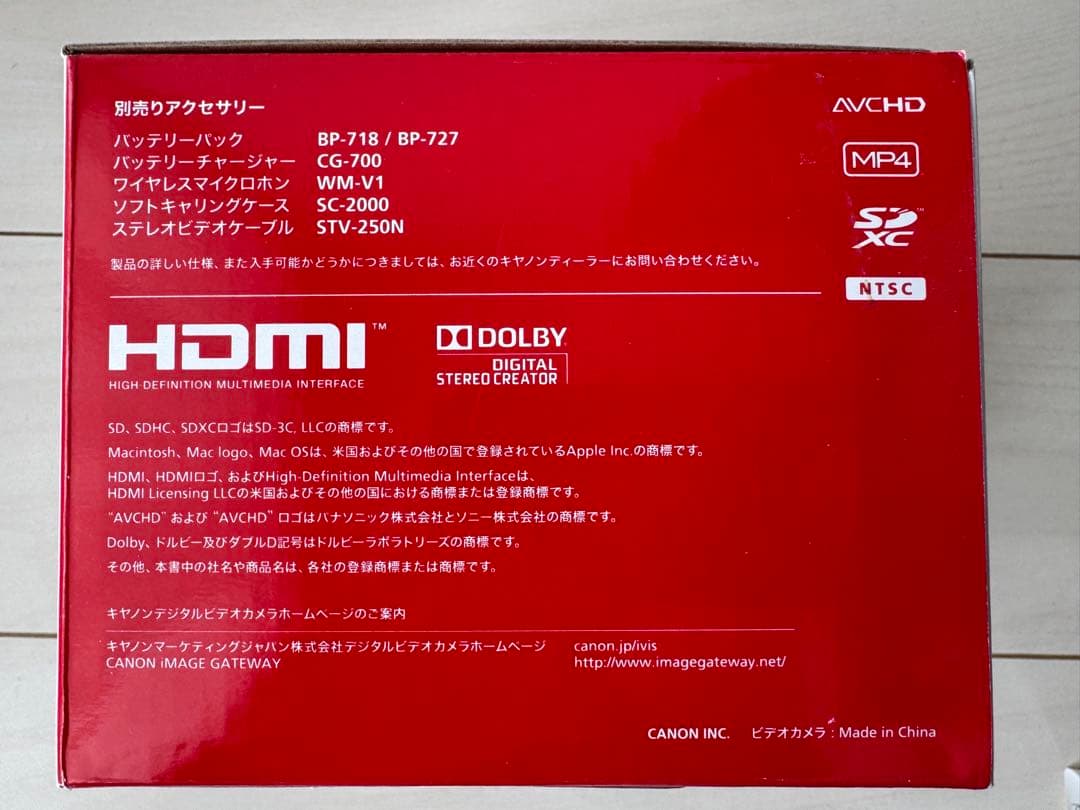 別売りアクセサリー
バッテリーパック BP-718 / BP-727
バッテリーチャージャー CG-700
ワイヤレスマイクロホン WM-V1
ソフトキャリングケース SC-2000
ステレオビデオケーブル STV-250N
製品の詳しい仕様、また入手可能かどうかにつきましては、お近くのキヤノンディーラーにお問い合わせください。
AVCHD
MP4
SD
XC™
NTSC
HDMI™
HIGH-DEFINITION MULTIMEDIA INTERFACE
DOLBY
DIGITAL
STEREO CREATOR
SD、SDHC、SDXCロゴはSD-3C, LLCの商標です。
Macintosh、Mac logo、Mac OSは、米国およびその他の国で登録されているApple Inc.の商標です。
HDMI、HDMIロゴ、およびHigh-Definition Multimedia Interfaceは、
HDMI Licensing LLCの米国およびその他の国における商標または登録商標です。
"AVCHD" および "AVCHD" ロゴはパナソニック株式会社とソニー株式会社の商標です。
Dolby、ドルビー及びダブルD記号はドルビーラボラトリーズの商標です。
その他、本書中の社名や商品名は、各社の登録商標または商標です。
キヤノンデジタルビデオカメラホームページのご案内
キヤノンマーケティングジャパン株式会社デジタルビデオカメラホームページ canon.jp/ivis
CANON iMAGE GATEWAY http://www.imagegateway.net/
CANON INC. ビデオカメラ : Made in China